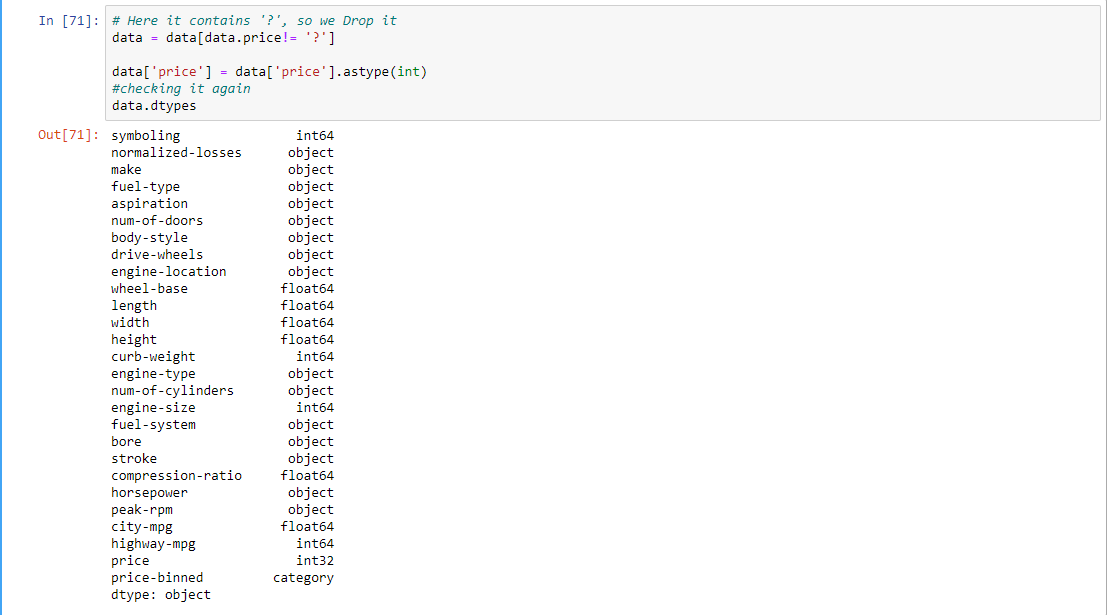 In [71]: # Here it contains '?', so we Drop it
data = data[data.price!= '?']
data['price'] = data['price'].astype(int)
#checking it again
data.dtypes
Out[71]: symboling int64
normalized-losses object
make object
fuel-type object
aspiration object
num-of-doors object
body-style object
drive-wheels object
engine-location object
wheel-base float64
length float64
width float64
height float64
curb-weight int64
engine-type object
num-of-cylinders object
engine-size int64
fuel-system object
bore object
stroke object
compression-ratio float64
horsepower object
peak-rpm object
city-mpg float64
highway-mpg int64
price int32
price-binned category
dtype: object